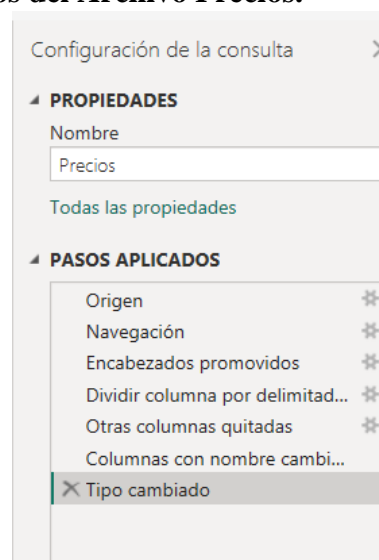 os del Archivo Precios.
Configuración de la consulta
PROPIEDADES
Nombre
Precios
Todas las propiedades
PASOS APLICADOS
Origen
Navegación
Encabezados promovidos
Dividir columna por delimitad...
Otras columnas quitadas
Columnas con nombre cambi...
Tipo cambiado